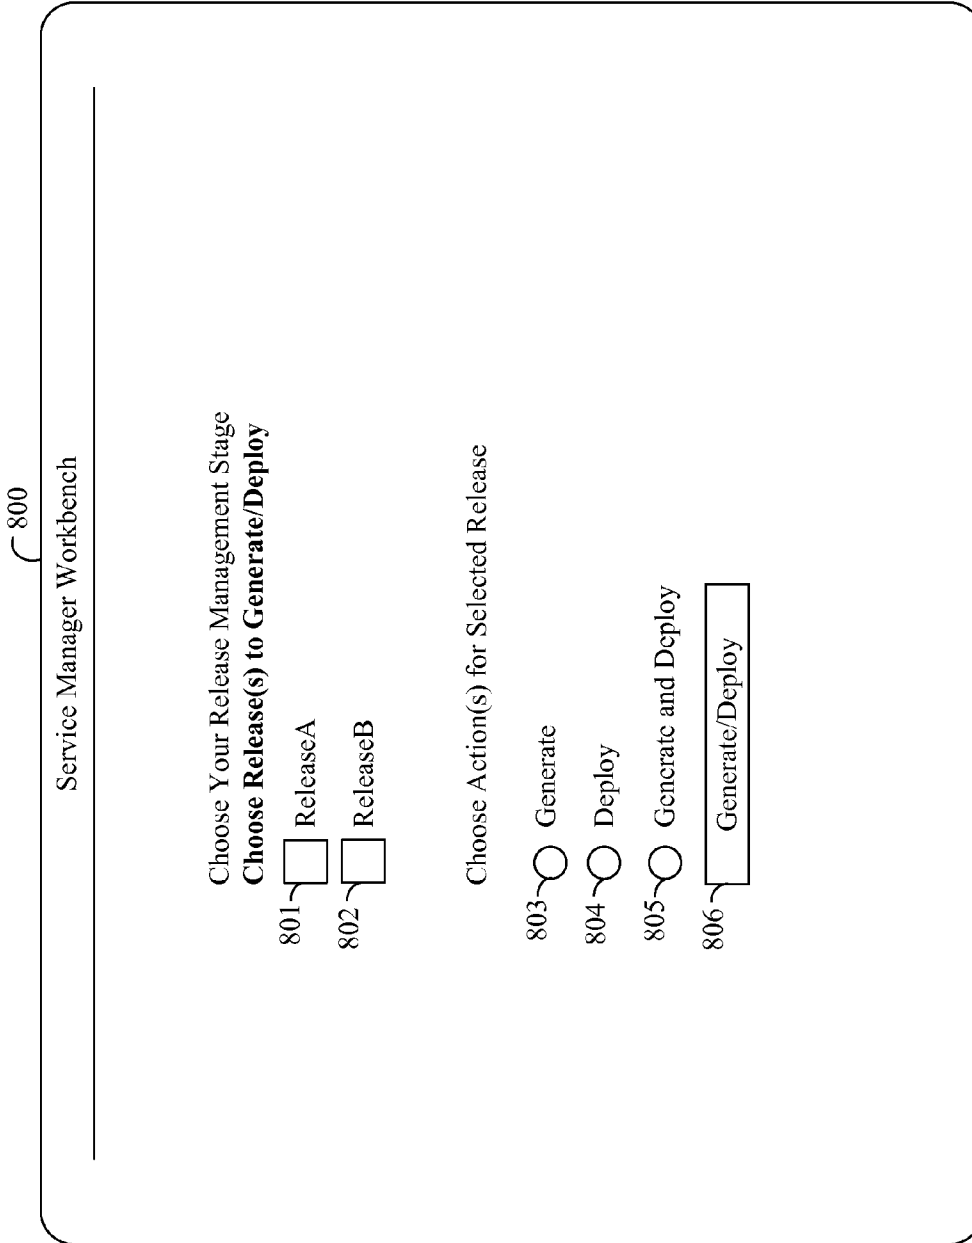 800
Service Manager Workbench
Choose Your Release Management Stage
Choose Release(s) to Generate/Deploy
801 ReleaseA
802 ReleaseB
Choose Action(s) for Selected Release
803 Generate
804 Deploy
805 Generate and Deploy
806 Generate/Deploy